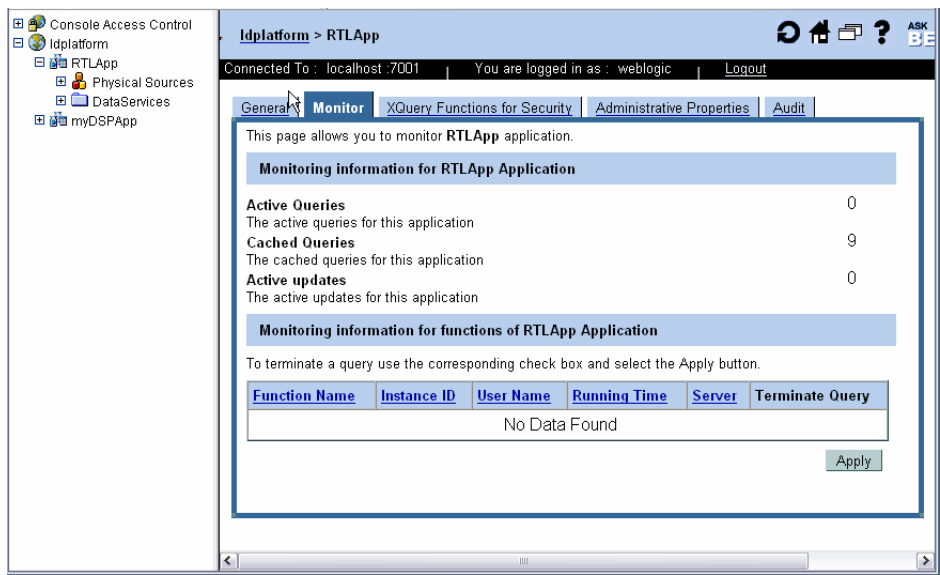 Console Access Control
ldplatform
RTLApp
Physical Sources
DataServices
myDSPApp
ldplatform > RTLApp
? ASK
BE
Connected To : localhost :7001 | You are logged in as : weblogic | Logout
General Monitor XQuery Functions for Security Administrative Properties Audit
This page allows you to monitor RTLApp application.
Monitoring information for RTLApp Application
Active Queries 0
The active queries for this application
Cached Queries 9
The cached queries for this application
Active updates 0
The active updates for this application
Monitoring information for functions of RTLApp Application
To terminate a query use the corresponding check box and select the Apply button.
Function Name Instance ID User Name Running Time Server Terminate Query
No Data Found
Apply